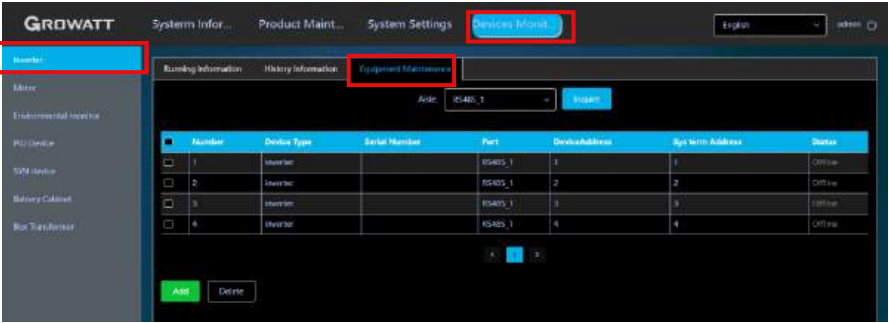 GROWATT Systerm Infor... Product Maint... System Settings Devices Monit... English admin
Inverter
Meter
Environmental monitor
PID Device
SVG device
Battery Cabinet
Box Transformer
Running Information History Information Equipment Maintenance
Aisle: RS485_1 Inquire
Number Device Type Serial Number Port DeviceAddress Systerm Address Status
1 Inverter RS485_1 1 1 Offline
2 Inverter RS485_1 2 2 Offline
3 Inverter RS485_1 3 3 Offline
4 Inverter RS485_1 4 4 Offline
1
Add Delete